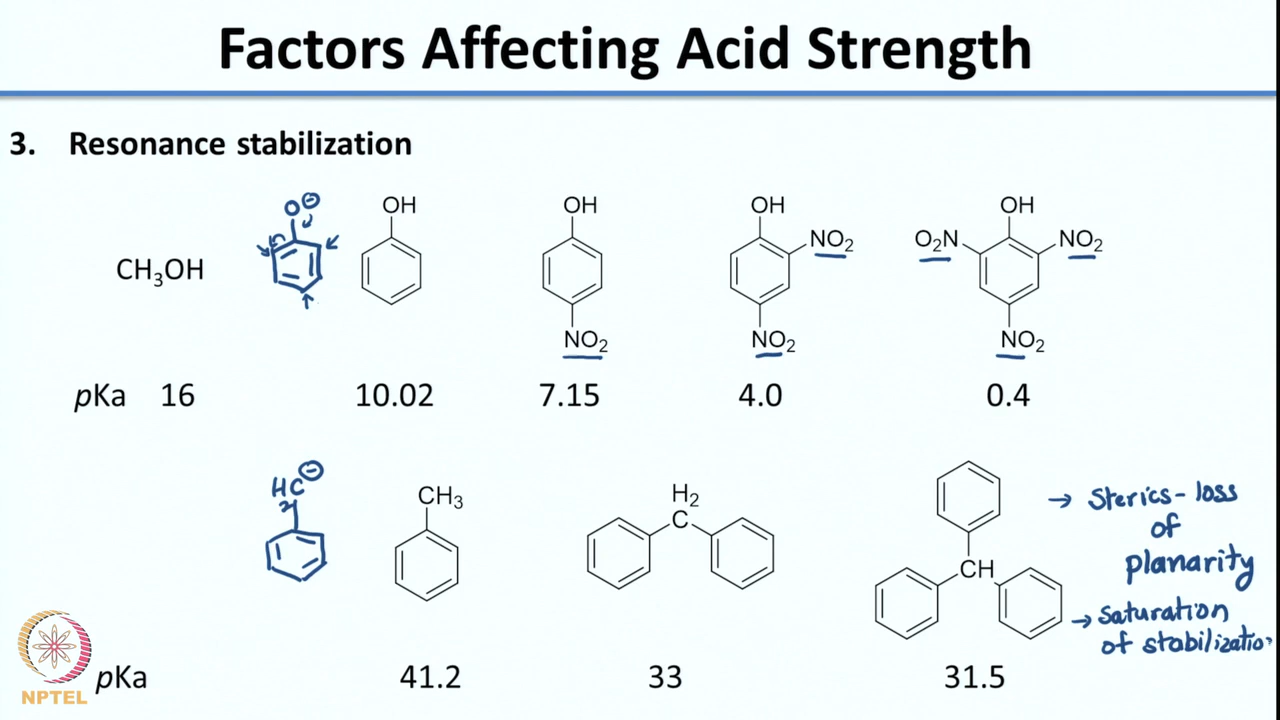 Factors Affecting Acid Strength
3. Resonance stabilization
O⊖
OH
OH
OH
OH
CH₃OH
NO₂
O₂N
NO₂
NO₂
NO₂
NO₂
pKa 16 10.02 7.15 4.0 0.4
H₂C⊖
CH₃
H₂
C
CH
→ Sterics - loss
of
planarity
→ Saturation
of stabilization
pKa 41.2 33 31.5
NPTEL